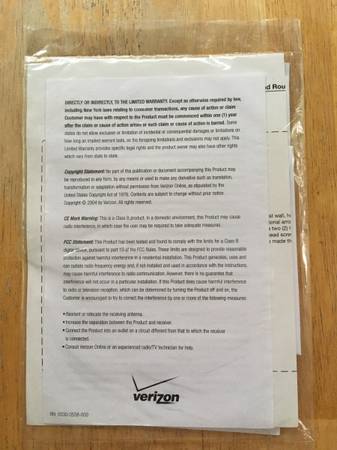 DIRECTLY OR INDIRECTLY, TO THE LIMITED WARRANTY. Except as otherwise required by law,
including New York laws relating to consumer transactions, any cause of action or claim
Customer may have with respect to the Product must be commenced within one (1) year
after the claim or cause of action arose or such claim or cause of action is barred. Some
states do not allow exclusion or limitation of incidental or consequential damages or limitations on
how long an implied warranty lasts, so the foregoing limitations and exclusions may not apply. This
Limited Warranty provides specific legal rights and the product owner may also have other rights
which vary from state to state.
Copyright Statement: No part of this publication or document accompanying this Product may
be reproduced in any form, by any means or used to make any derivative such as translation,
transformation or adaptation without permission from Verizon Online, as stipulated by the
United States Copyright Act of 1976. Contents are subject to change without prior notice.
Copyright © 2004 by Verizon. All rights reserved.
CE Mark Warning: This is a Class B product. In a domestic environment, this Product may cause
radio interference, in which case the user may be required to take adequate measures.
FCC Statement: This Product has been tested and found to comply with the limits for a Class B
digital device, pursuant to part 15 of the FCC Rules. These limits are designed to provide reasonable
protection against harmful interference in a residential installation. This Product generates, uses and
can radiate radio frequency energy and, if not installed and used in accordance with the instructions,
may cause harmful interference to radio communication. However, there is no guarantee that
interference will not occur in a particular installation. If this Product does cause harmful interference
to radio or television reception, which can be determined by turning the Product off and on, the
Customer is encouraged to try to correct the interference by one or more of the following measures:
• Reorient or relocate the receiving antenna.
• Increase the separation between the Product and receiver.
• Connect the Product into an outlet on a circuit different from that to which the receiver
is connected.
• Consult Verizon Online or an experienced radio/TV technician for help.
verizon
d Rou